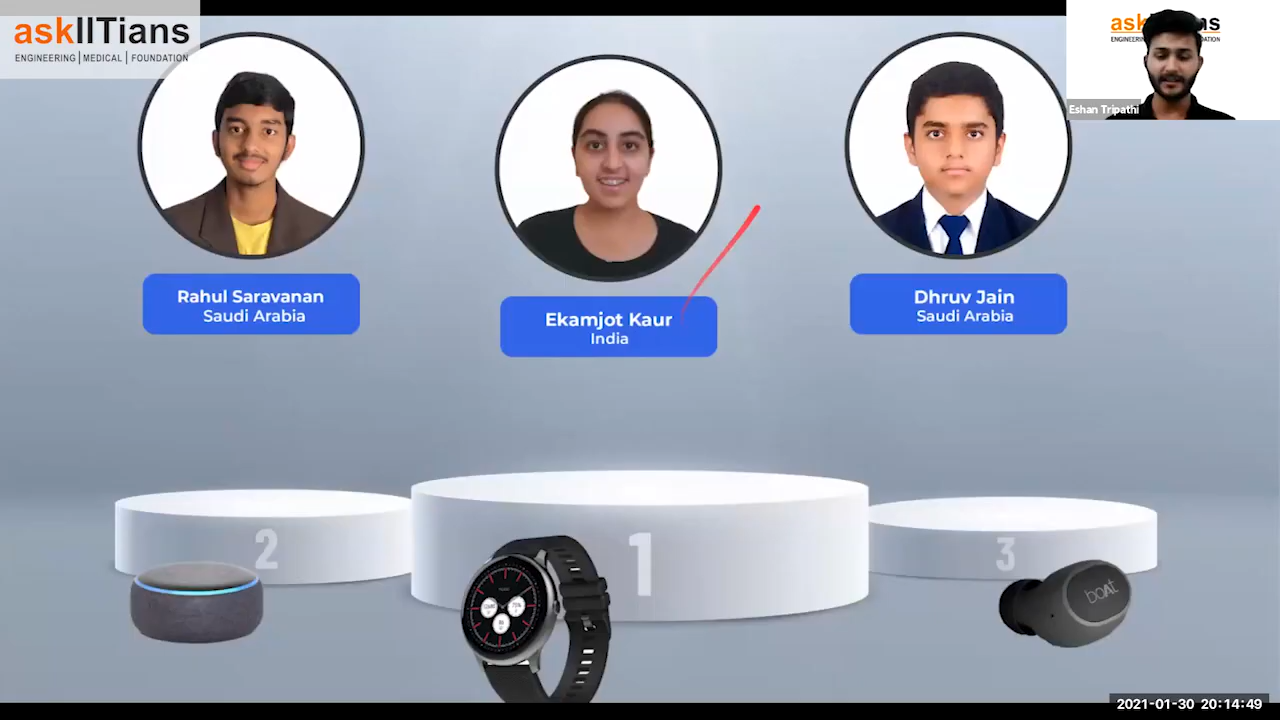 askIITians
ENGINEERING | MEDICAL | FOUNDATION
Eshan Tripathi
Rahul Saravanan
Saudi Arabia
Ekamjot Kaur
India
Dhruv Jain
Saudi Arabia
2
1
3
boAt
2021-01-30 20:14:49